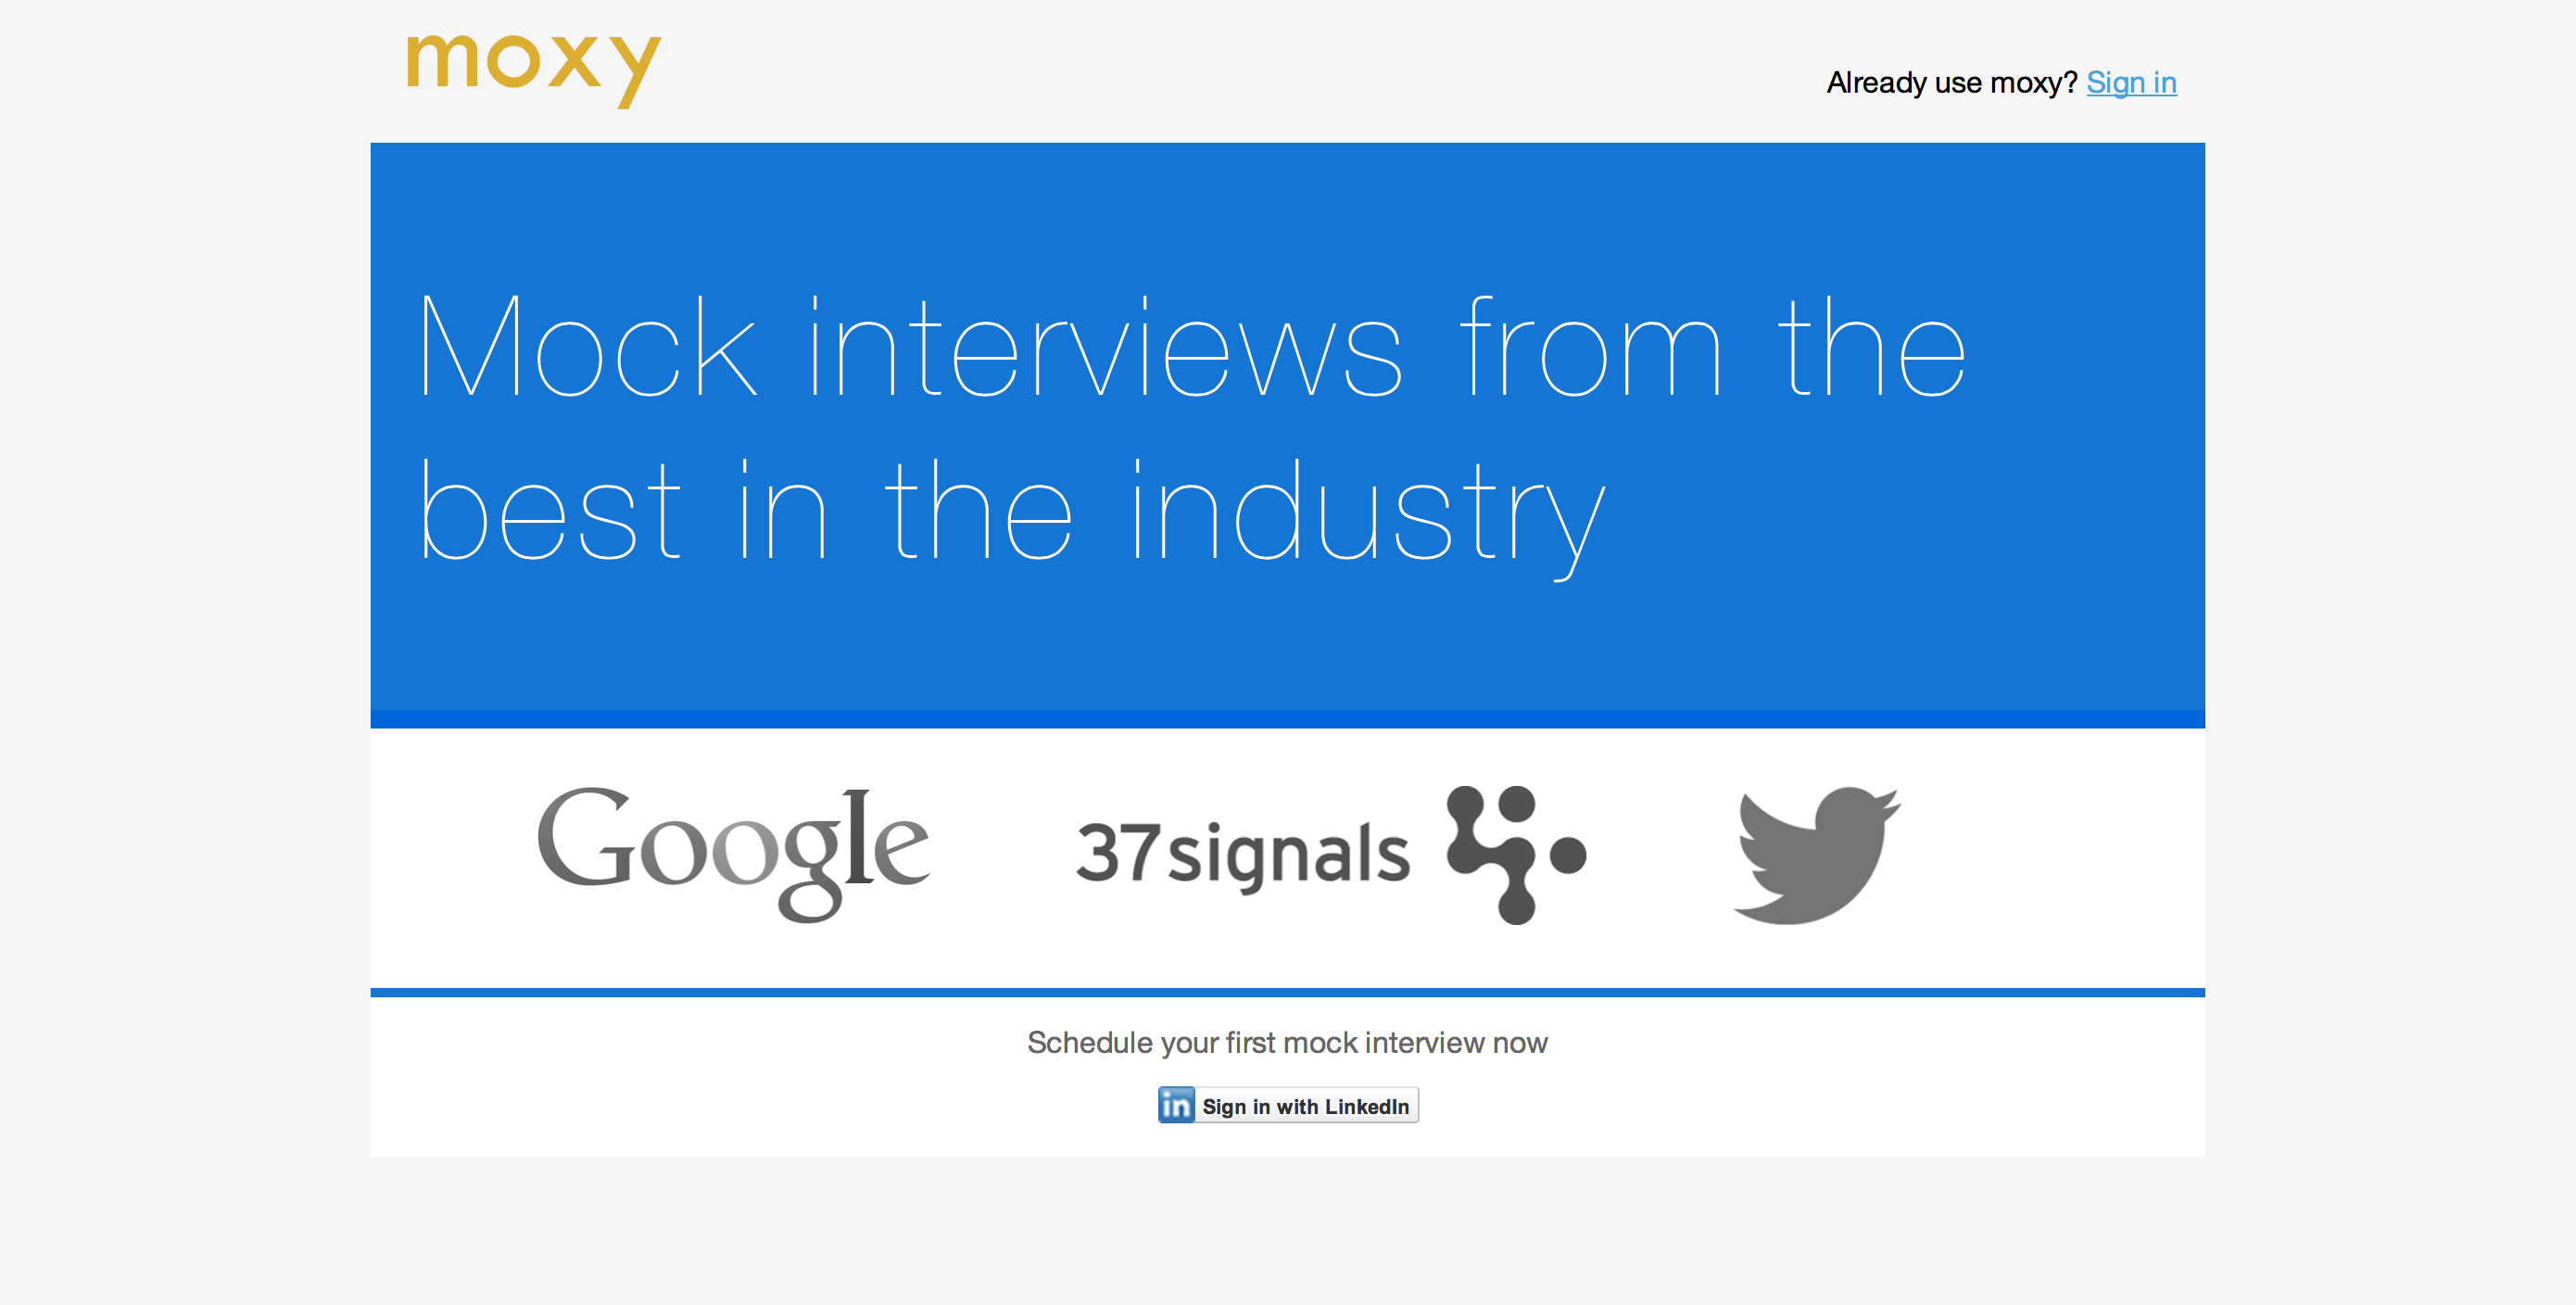 moxy
Already use moxy? Sign in
Mock interviews from the
best in the industry
Google
37signals
Schedule your first mock interview now
in Sign in with LinkedIn